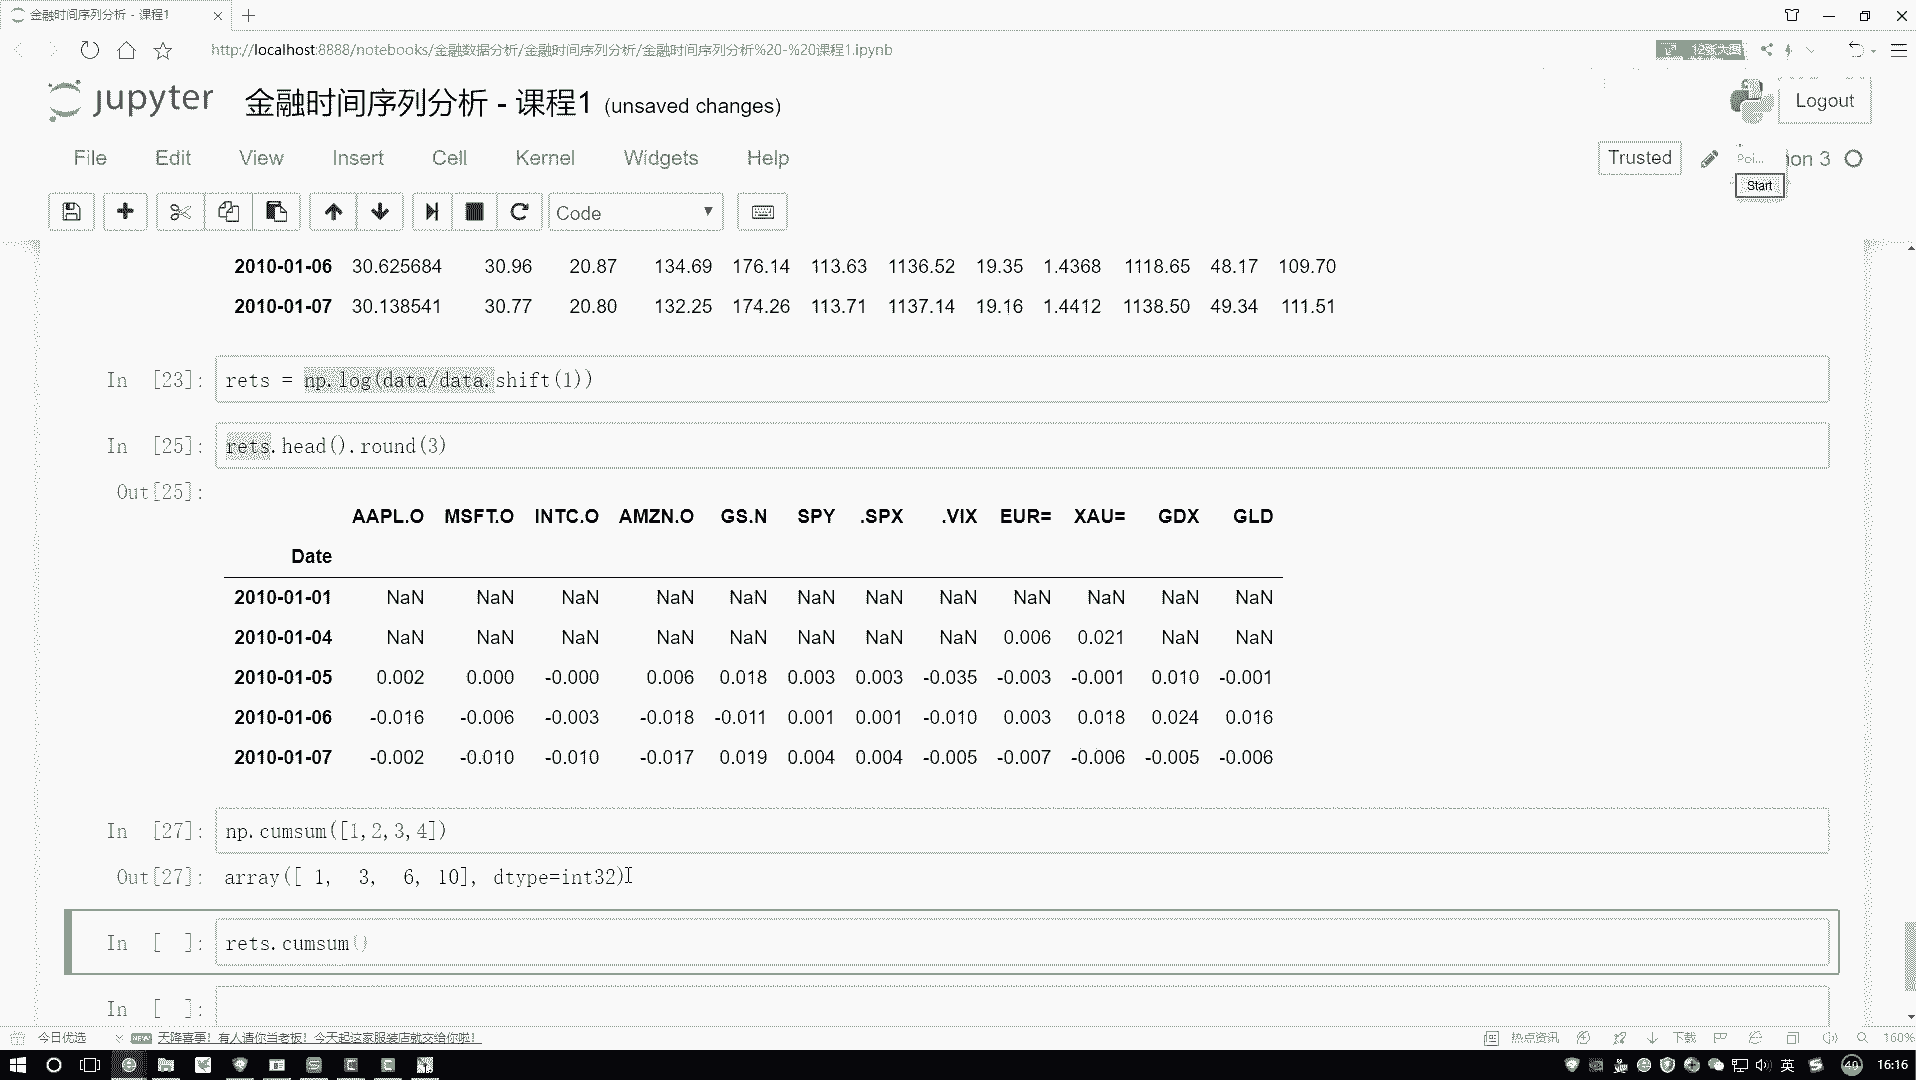 金融时间序列分析 - 课程1
http://localhost:8888/notebooks/金融数据分析/金融时间序列分析/金融时间序列分析%20-%20课程1.ipynb
jupyter 金融时间序列分析 - 课程1 (unsaved changes)
Logout
File Edit View Insert Cell Kernel Widgets Help
Trusted
Poi...
on 3
Start
Code
2010-01-06 30.625684 30.96 20.87 134.69 176.14 113.63 1136.52 19.35 1.4368 1118.65 48.17 109.70
2010-01-07 30.138541 30.77 20.80 132.25 174.26 113.71 1137.14 19.16 1.4412 1138.50 49.34 111.51
In [23]: rets = np.log(data/data.shift(1))
In [25]: rets.head().round(3)
Out[25]:
AAPL.O MSFT.O INTC.O AMZN.O GS.N SPY .SPX .VIX EUR= XAU= GDX GLD
Date
2010-01-01 NaN NaN NaN NaN NaN NaN NaN NaN NaN NaN NaN NaN
2010-01-04 NaN NaN NaN NaN NaN NaN NaN NaN 0.006 0.021 NaN NaN
2010-01-05 0.002 0.000 -0.000 0.006 0.018 0.003 0.003 -0.035 -0.003 -0.001 0.010 -0.001
2010-01-06 -0.016 -0.006 -0.003 -0.018 -0.011 0.001 0.001 -0.010 0.003 0.018 0.024 0.016
2010-01-07 -0.002 -0.010 -0.010 -0.017 0.019 0.004 0.004 -0.005 -0.007 -0.006 -0.005 -0.006
In [27]: np.cumsum([1,2,3,4])
Out[27]: array([ 1, 3, 6, 10], dtype=int32)
In [ ]: rets.cumsum()
In [ ]:
今日优选 NEW 天降喜事！有人请你当老板！今天起这家服装店就交给你啦！
热点资讯 下载 160%
英 40 16:16